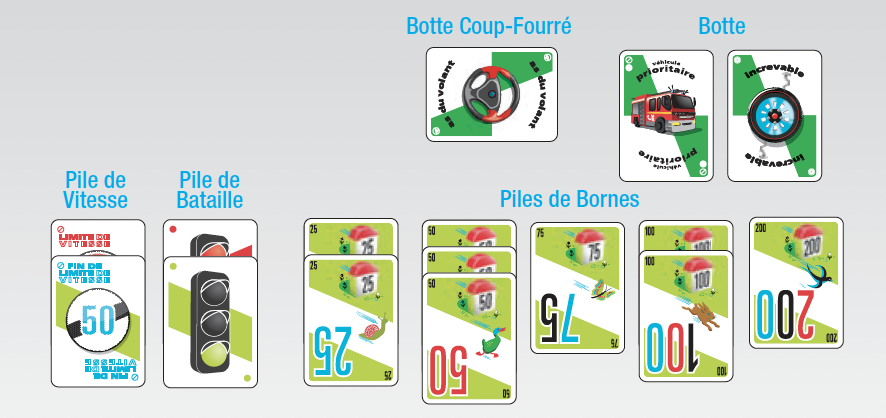 Botte Coup-Fourré
Botte
as du volant
as du volant
véhicule
prioritaire
véhicule
prioritaire
increvable
increvable
Pile de
Vitesse
Pile de
Bataille
Piles de Bornes
LIMITE DE
VITESSE
FIN DE
LIMITE DE
VITESSE
50
FIN DE
LIMITE DE
VITESSE
25
25
25
25
25
25
50
50
50
50
50
50
50
50
75
75
75
75
100
100
100
100
100
100
200
200
200
200